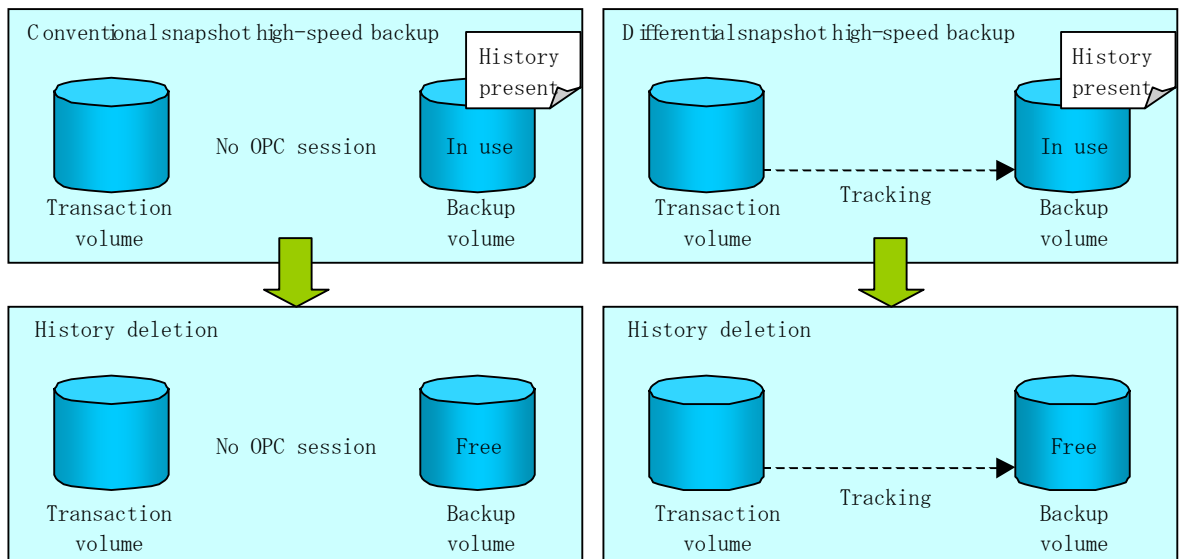 Conventional snapshot high-speed backup
History
present
No OPC session
In use
Transaction
volume
Backup
volume
Differential snapshot high-speed backup
History
present
In use
Tracking
Transaction
volume
Backup
volume
History deletion
No OPC session
Free
Transaction
volume
Backup
volume
History deletion
Free
Tracking
Transaction
volume
Backup
volume